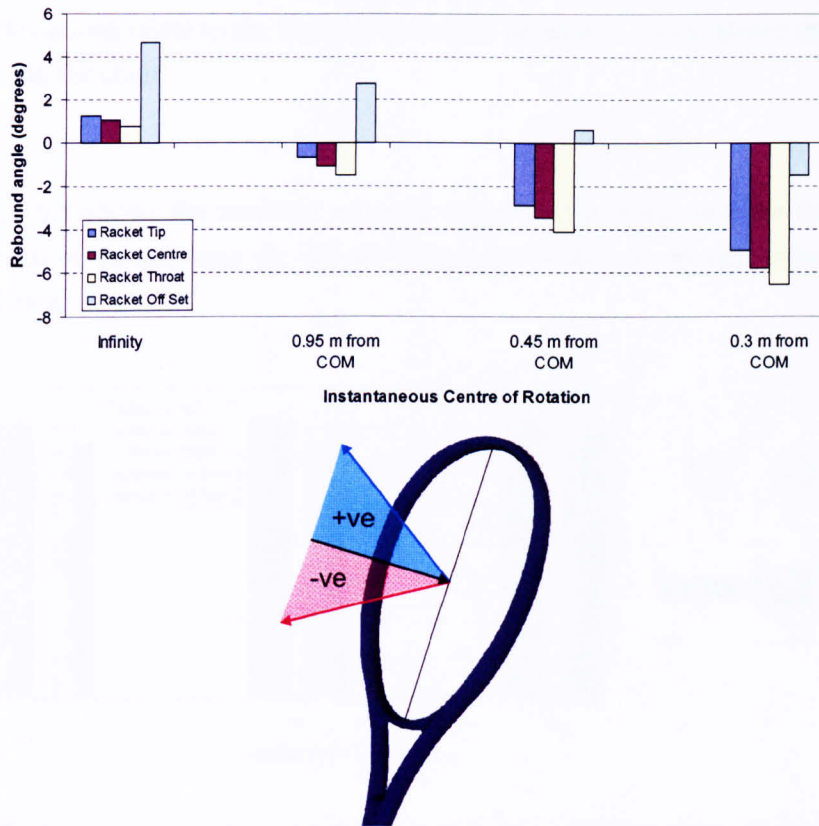 6
4
2
0
-2
-4
-6
-8
Rebound angle (degrees)
Racket Tip
Racket Centre
Racket Throat
Racket Off Set
Infinity
0.95 m from
COM
0.45 m from
COM
0.3 m from
COM
Instantaneous Centre of Rotation
+ve
-ve